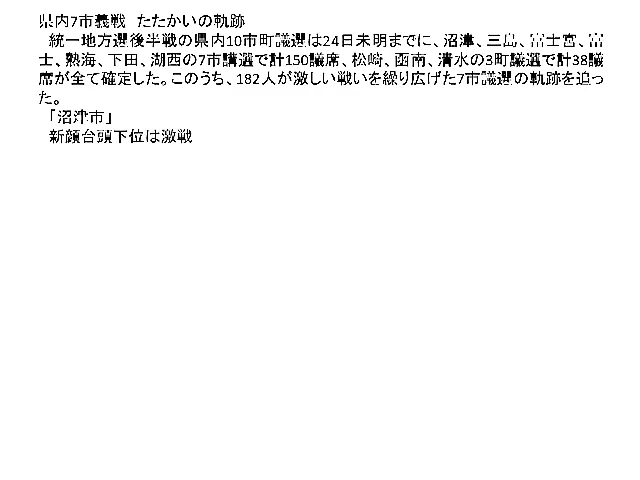 県内7市義戦　たたかいの軌跡
　統一地方選後半戦の県内10市町議選は24日未明までに、沼津、三島、富士宮、富
士、熱海、下田、湖西の7市講選で計150議席、松崎、函南、清水の3町議選で計38議
席が全て確定した。このうち、182人が激しい戦いを繰り広げた7市議選の軌跡を追っ
た。
　「沼津市」
　新顔台頭下位は激戦